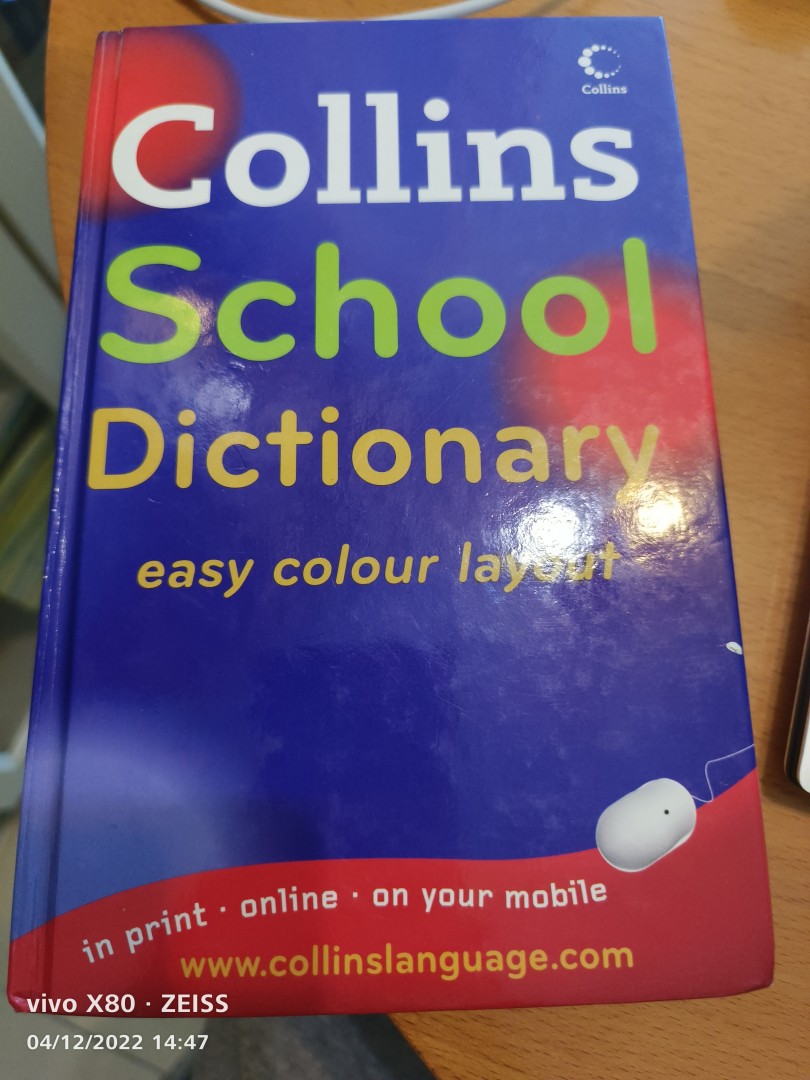 Collins
Collins
School
Dictionary
easy colour layout
in print · online · on your mobile
www.collinslanguage.com
vivo X80 · ZEISS
04/12/2022 14:47